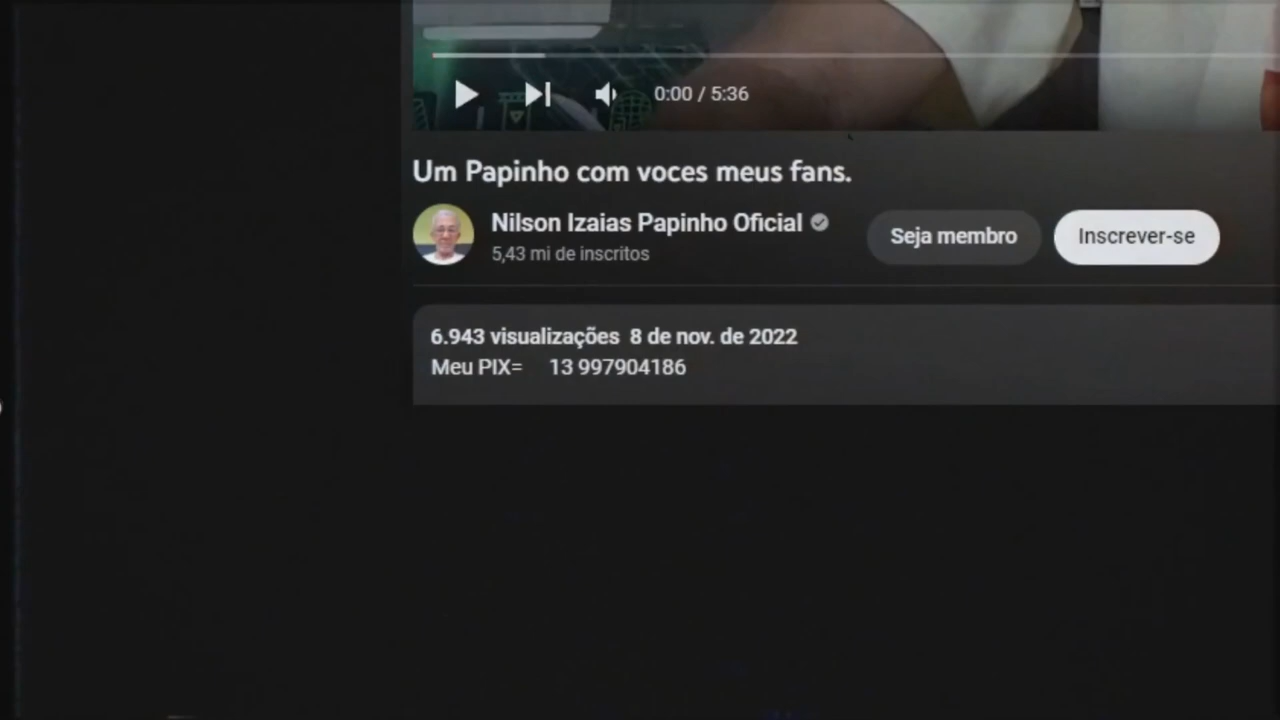 0:00 / 5:36
Um Papinho com voces meus fans.
Nilson Izaias Papinho Oficial
5,43 mi de inscritos
Seja membro
Inscrever-se
6.943 visualizações 8 de nov. de 2022
Meu PIX= 13 997904186